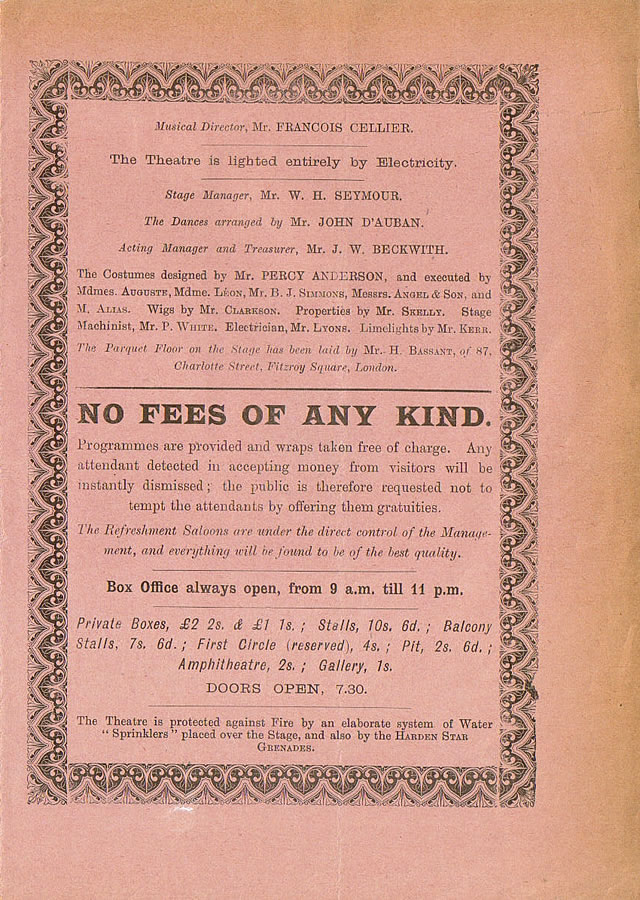 Musical Director, Mr. FRANCOIS CELLIER.
The Theatre is lighted entirely by Electricity.
Stage Manager, Mr. W. H. SEYMOUR.
The Dances arranged by Mr. JOHN D'AUBAN.
Acting Manager and Treasurer, Mr. J. W. BECKWITH.
The Costumes designed by Mr. PERCY ANDERSON, and executed by
Mdmes. AUGUSTE, Mdme. LÉON, Mr. B. J. SIMMONS, Messrs. ANGEL & SON, and
M. ALIAS. Wigs by Mr. CLARKSON. Properties by Mr. SKELLY. Stage
Machinist, Mr. P. WHITE. Electrician, Mr. LYONS. Limelights by Mr. KERR.
The Parquet Floor on the Stage has been laid by Mr. H. BASSANT, of 87,
Charlotte Street, Fitzroy Square, London.
NO FEES OF ANY KIND.
Programmes are provided and wraps taken free of charge. Any
attendant detected in accepting money from visitors will be
instantly dismissed; the public is therefore requested not to
tempt the attendants by offering them gratuities.
The Refreshment Saloons are under the direct control of the Manage-
ment, and everything will be found to be of the best quality.
Box Office always open, from 9 a.m. till 11 p.m.
Private Boxes, £2 2s. & £1 1s.; Stalls, 10s. 6d.; Balcony
Stalls, 7s. 6d.; First Circle (reserved), 4s.; Pit, 2s. 6d.;
Amphitheatre, 2s.; Gallery, 1s.
DOORS OPEN, 7.30.
The Theatre is protected against Fire by an elaborate system of Water
"Sprinklers" placed over the Stage, and also by the HARDEN STAR
GRENADES.